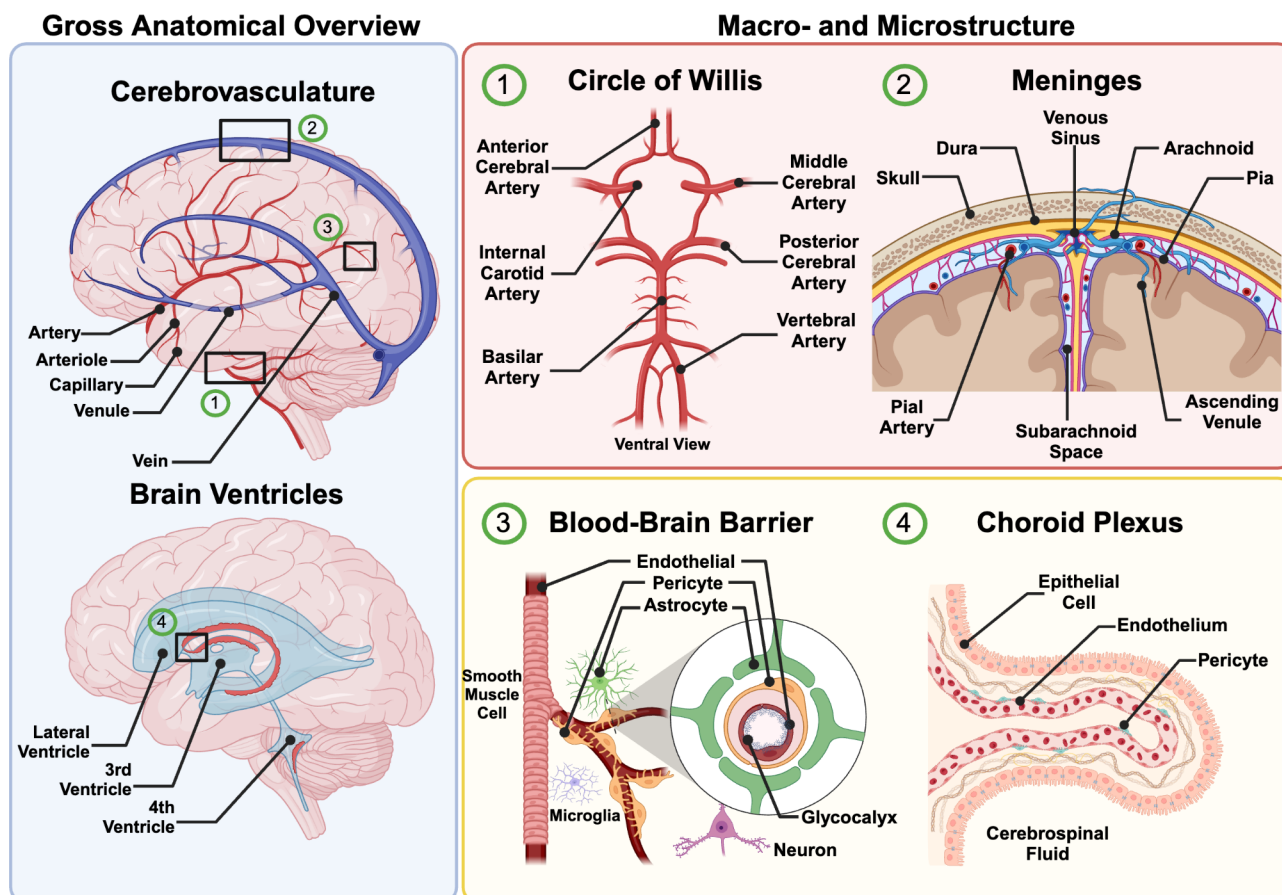 Gross Anatomical Overview
Cerebrovasculature
2
3
Artery
Arteriole
Capillary
Venule
1
Vein
Brain Ventricles
4
Lateral
Ventricle
3rd
Ventricle
4th
Ventricle
Macro- and Microstructure
1
Circle of Willis
Anterior
Cerebral
Artery
Middle
Cerebral
Artery
Internal
Carotid
Artery
Posterior
Cerebral
Artery
Basilar
Artery
Vertebral
Artery
Ventral View
2
Meninges
Venous
Sinus
Dura
Arachnoid
Skull
Pia
Pial
Artery
Subarachnoid
Space
Ascending
Venule
3
Blood-Brain Barrier
Endothelial
Pericyte
Astrocyte
Smooth
Muscle
Cell
Microglia
Glycocalyx
Neuron
4
Choroid Plexus
Epithelial
Cell
Endothelium
Pericyte
Cerebrospinal
Fluid